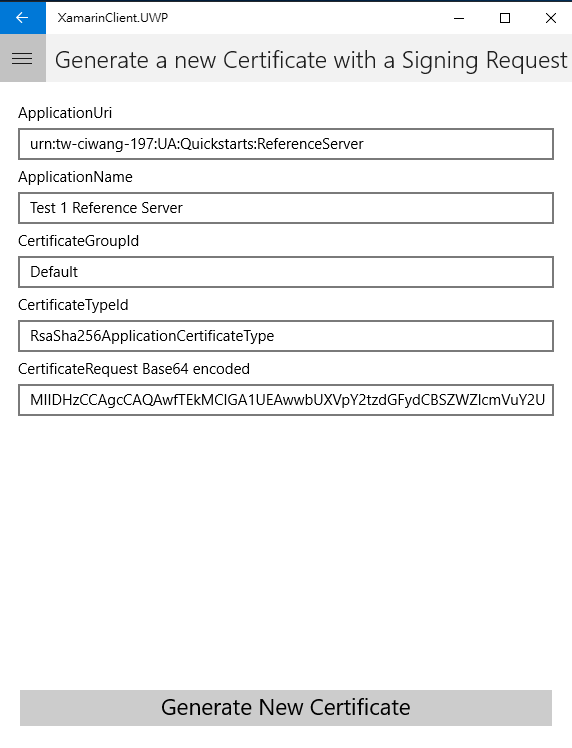 XamarinClient.UWP
Generate a new Certificate with a Signing Request
ApplicationUri
urn:tw-ciwang-197:UA:Quickstarts:ReferenceServer
ApplicationName
Test 1 Reference Server
CertificateGroupId
Default
CertificateTypeId
RsaSha256ApplicationCertificateType
CertificateRequest Base64 encoded
MIIDHzCCAgcCAQAwfTEkMCIGA1UEAwwbUXVpY2tzdGFydCBSZWZlcmVuY2U
Generate New Certificate